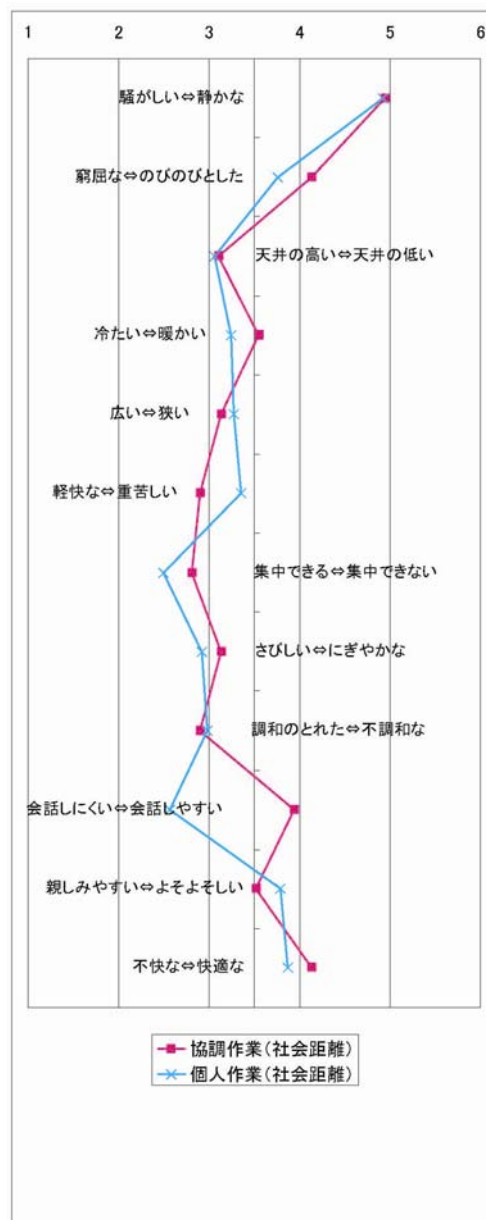 1 2 3 4 5 6
騒がしい⇔静かな
窮屈な⇔のびのびとした
天井の高い⇔天井の低い
冷たい⇔暖かい
広い⇔狭い
軽快な⇔重苦しい
集中できる⇔集中できない
さびしい⇔にぎやかな
調和のとれた⇔不調和な
会話しにくい⇔会話しやすい
親しみやすい⇔よそよそしい
不快な⇔快適な
協調作業(社会距離)
個人作業(社会距離)